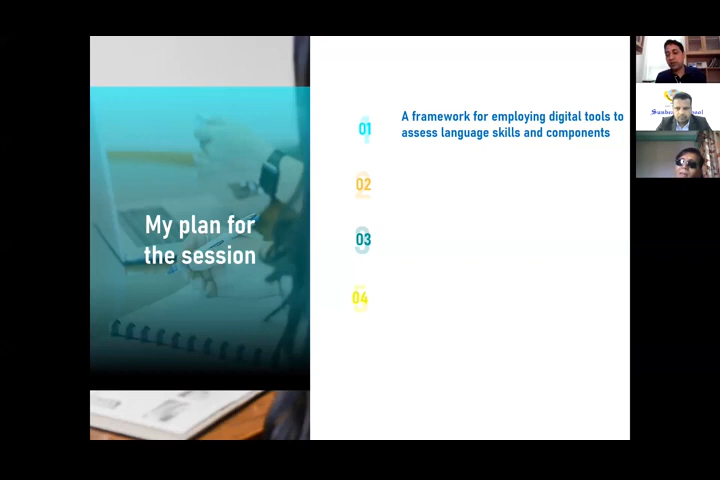 My plan for
the session
01
A framework for employing digital tools to
assess language skills and components
02
03
04